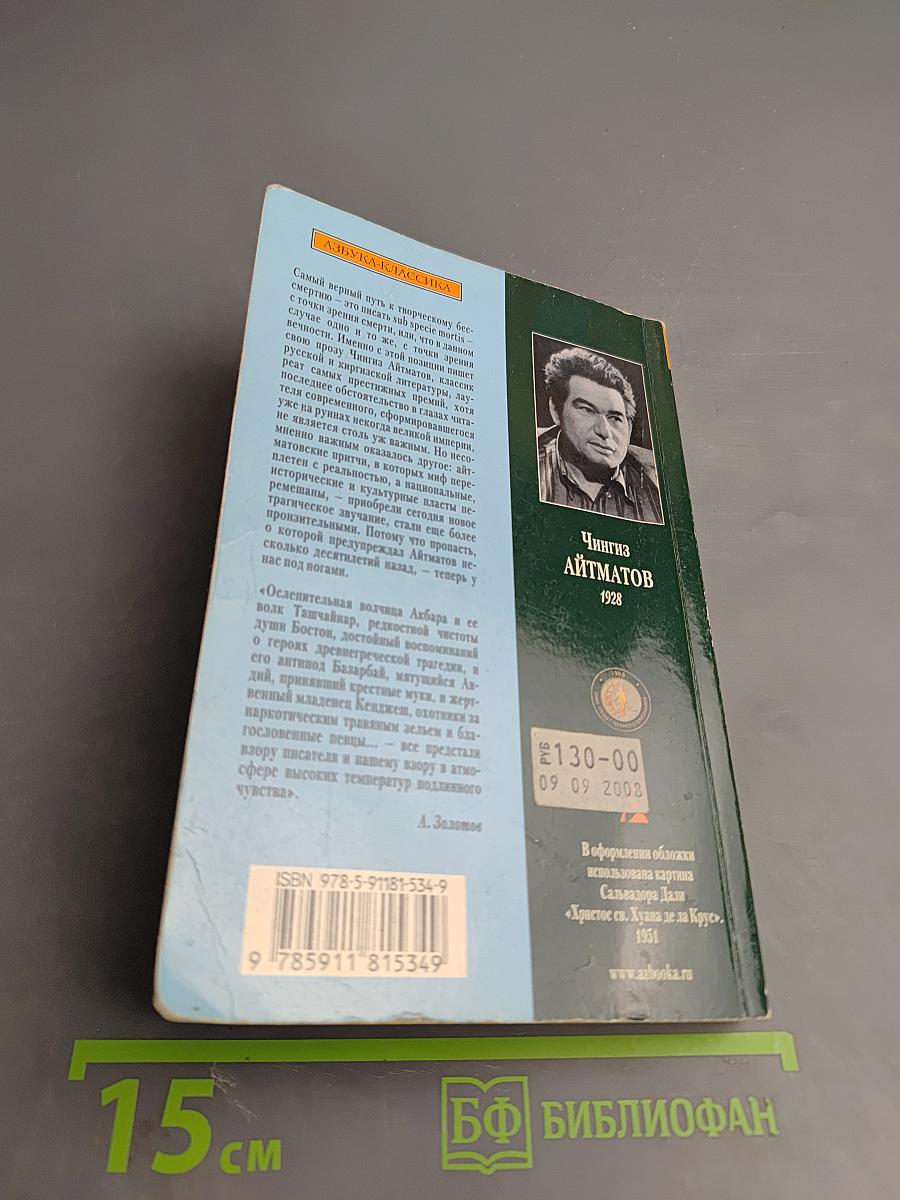 АЗБУКА-КЛАССИКА
Самый верный путь к творческому бес-
смертию – это писать sub specie mortis –
с точки зрения смерти, или, что в данном
случае одно и то же, с точки зрения
вечности. Именно с этой позиции пишет
свою прозу Чингиз Айтматов, классик
русской и киргизской литературы, лау-
реат самых престижных премий, хотя
последнее обстоятельство в глазах чита-
теля современного, сформировавшегося
уже на руинах некогда великой империи,
не является столь уж важным. Но несо-
мненно важным оказалось другое: айт-
матовские притчи, в которых миф пере-
плетен с реальностью, а национальные,
исторические и культурные пласты пе-
ремешаны, – приобрели сегодня новое
трагическое звучание, стали еще более
пронзительными. Потому что пропасть,
о которой предупреждал Айтматов не-
сколько десятилетий назад, – теперь у
нас под ногами.
«Ослепительная волчица Акбара и ее
волк Ташчайнар, редкостной чистоты
души Бостон, достойный воспоминаний
о героях древнегреческой трагедии, и
его антипод Базарбай, мятущийся Ав-
дий, принявший крестные муки, и жерт-
венный младенец Кенджеш, охотники за
наркотическим травяным зельем и бла-
гословенные певцы... – все предстали
взору писателя и нашему взору в атмо-
сфере высоких температур подлинного
чувства».
А. Золотов
ISBN 978-5-91181-534-9
9 785911 815349
Чингиз
АЙТМАТОВ
1928
1998
РУБ 130-00
09 09 2008
В оформлении обложки
использована картина
Сальвадора Дали
«Христос св. Хуана де ла Крус».
1951
www.azbooka.ru
15 см
БФ БИБЛИОФАН